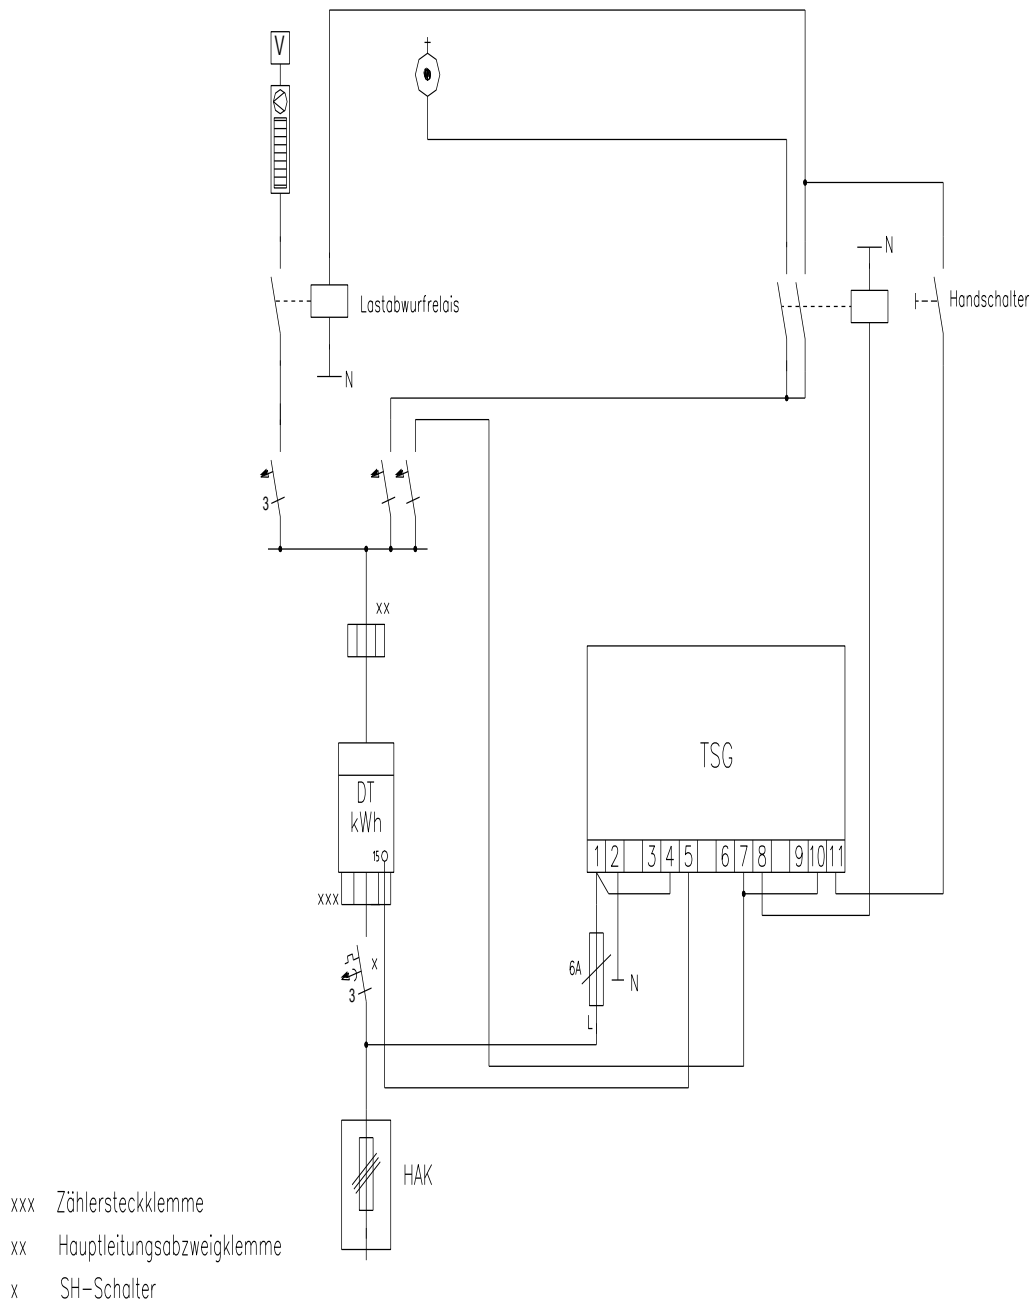 V
N
Lastabwurfrelais
Handschalter
N
3
xx
TSG
DT
kWh
15
1 2 3 4 5 6 7 8 9 10 11
xxx
x
6A
3
N
L
HAK
xxx Zählersteckklemme
xx Hauptleitungsabzweigklemme
x SH-Schalter